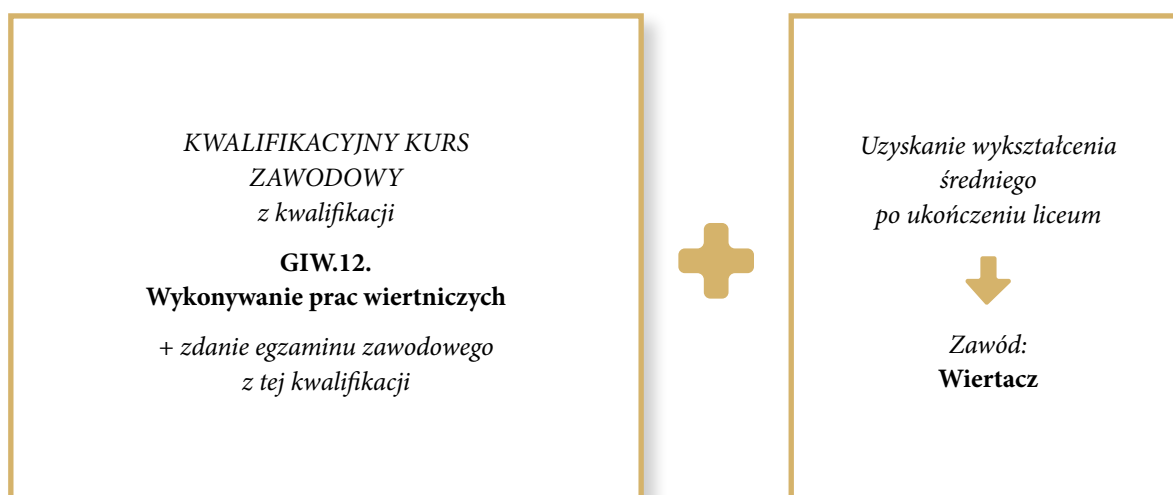 KWALIFIKACYJNY KURS
ZAWODOWY
z kwalifikacji
GIW.12.
Wykonywanie prac wiertniczych
+ zdanie egzaminu zawodowego
z tej kwalifikacji
Uzyskanie wykształcenia
średniego
po ukończeniu liceum
Zawód:
Wiertacz